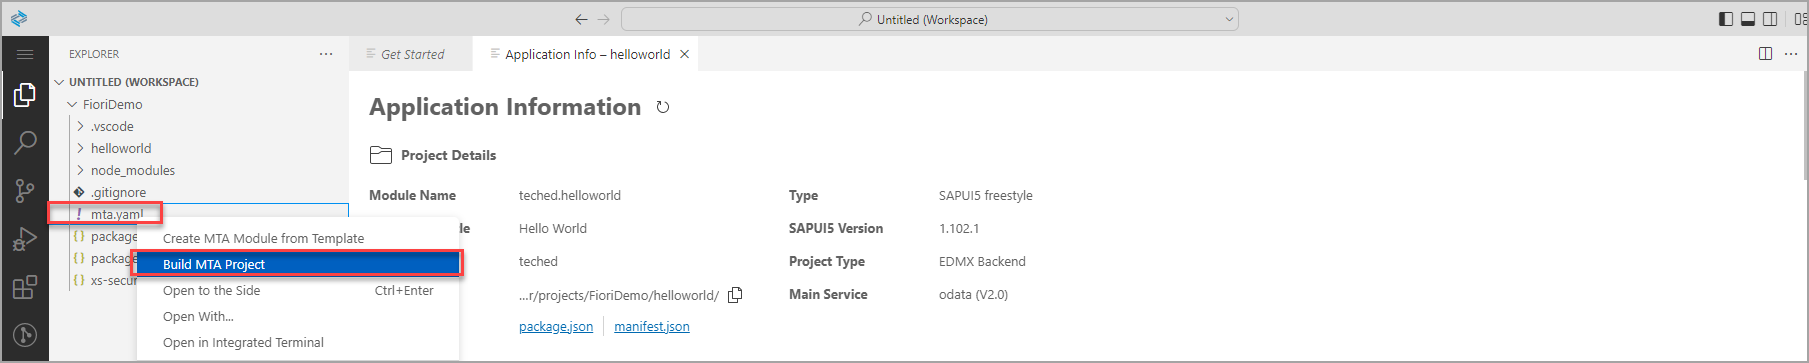 Untitled (Workspace)
EXPLORER
Get Started
Application Info – helloworld
UNTITLED (WORKSPACE)
FioriDemo
.vscode
helloworld
node_modules
.gitignore
mta.yaml
package
package
xs-secur
Create MTA Module from Template
Build MTA Project
Open to the Side Ctrl+Enter
Open With...
Open in Integrated Terminal
Application Information
Project Details
Module Name teched.helloworld Type SAPUI5 freestyle
le Hello World SAPUI5 Version 1.102.1
teched Project Type EDMX Backend
...r/projects/FioriDemo/helloworld/ Main Service odata (V2.0)
package.json manifest.json